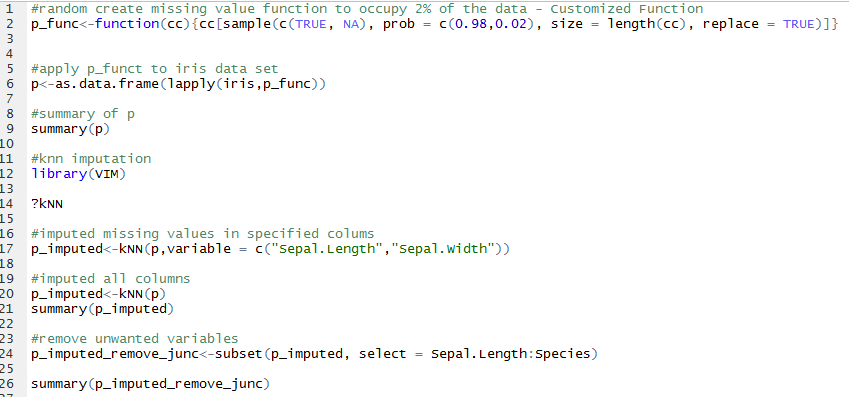 1 #random create missing value function to occupy 2% of the data - Customized Function
2 p_func<-function(cc){cc[sample(c(TRUE, NA), prob = c(0.98,0.02), size = length(cc), replace = TRUE)]}
3
4
5 #apply p_funct to iris data set
6 p<-as.data.frame(lapply(iris,p_func))
7
8 #summary of p
9 summary(p)
10
11 #knn imputation
12 library(VIM)
13
14 ?kNN
15
16 #imputed missing values in specified colums
17 p_imputed<-kNN(p,variable = c("Sepal.Length","Sepal.Width"))
18
19 #imputed all columns
20 p_imputed<-kNN(p)
21 summary(p_imputed)
22
23 #remove unwanted variables
24 p_imputed_remove_junc<-subset(p_imputed, select = Sepal.Length:Species)
25
26 summary(p_imputed_remove_junc)